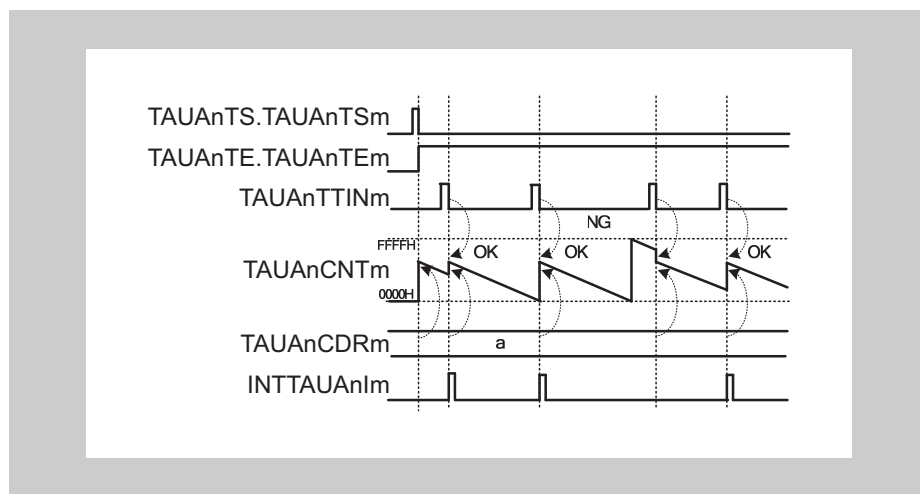 TAUAnTS.TAUAnTSm
TAUAnTE.TAUAnTEm
TAUAnTTINm
NG
FFFFH
OK OK OK
TAUAnCNTm
0000H
TAUAnCDRm a
INTTAUAnIm